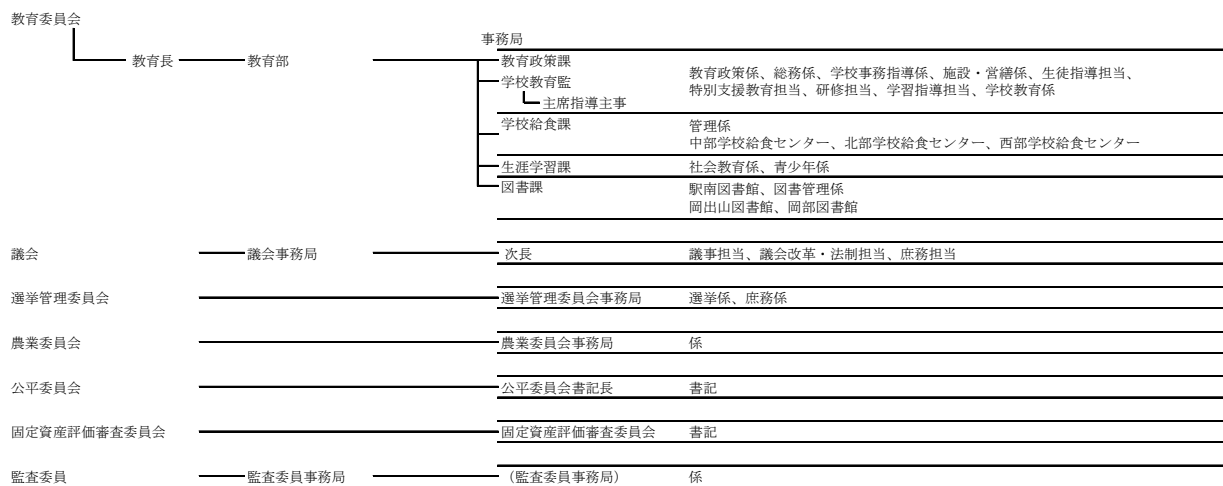 教育委員会
事務局
教育長 教育部 教育政策課
教育政策係、総務係、学校事務指導係、施設・営繕係、生徒指導担当、
学校教育監
特別支援教育担当、研修担当、学習指導担当、学校教育係
主席指導主事
学校給食課 管理係
中部学校給食センター、北部学校給食センター、西部学校給食センター
生涯学習課 社会教育係、青少年係
図書課 駅南図書館、図書管理係
岡出山図書館、岡部図書館
議会 議会事務局 次長 議事担当、議会改革・法制担当、庶務担当
選挙管理委員会 選挙管理委員会事務局 選挙係、庶務係
農業委員会 農業委員会事務局 係
公平委員会 公平委員会書記長 書記
固定資産評価審査委員会 固定資産評価審査委員会 書記
監査委員 監査委員事務局 （監査委員事務局） 係